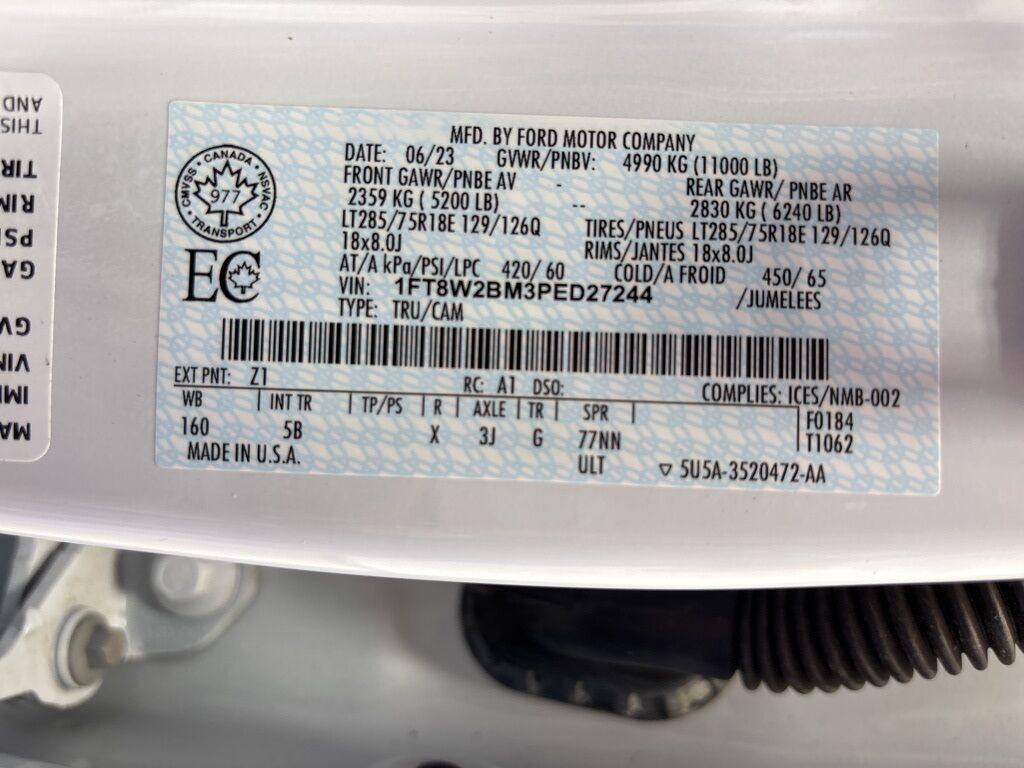 MFD. BY FORD MOTOR COMPANY
DATE: 06/23 GVWR/PNBV: 4990 KG (11000 LB)
FRONT GAWR/PNBE AV - REAR GAWR/ PNBE AR
2359 KG ( 5200 LB) -- 2830 KG ( 6240 LB)
LT285/75R18E 129/126Q TIRES/PNEUS LT285/75R18E 129/126Q
18x8.0J RIMS/JANTES 18x8.0J
AT/A kPa/PSI/LPC 420/ 60 COLD/A FROID 450/ 65
VIN: 1FT8W2BM3PED27244 /JUMELEES
TYPE: TRU/CAM
CANADA
CMVSS
NSVAC
977
TRANSPORT
EC
EXT PNT: Z1 RC: A1 DSO: COMPLIES: ICES/NMB-002
WB | INT TR | TP/PS | R | AXLE | TR | SPR | F0184
160 5B X 3J G 77NN T1062
MADE IN U.S.A. ULT ▽ 5U5A-3520472-AA
AND
THIS
TIR
RIN
PSI
GA
GV
VIN
IMP
MA